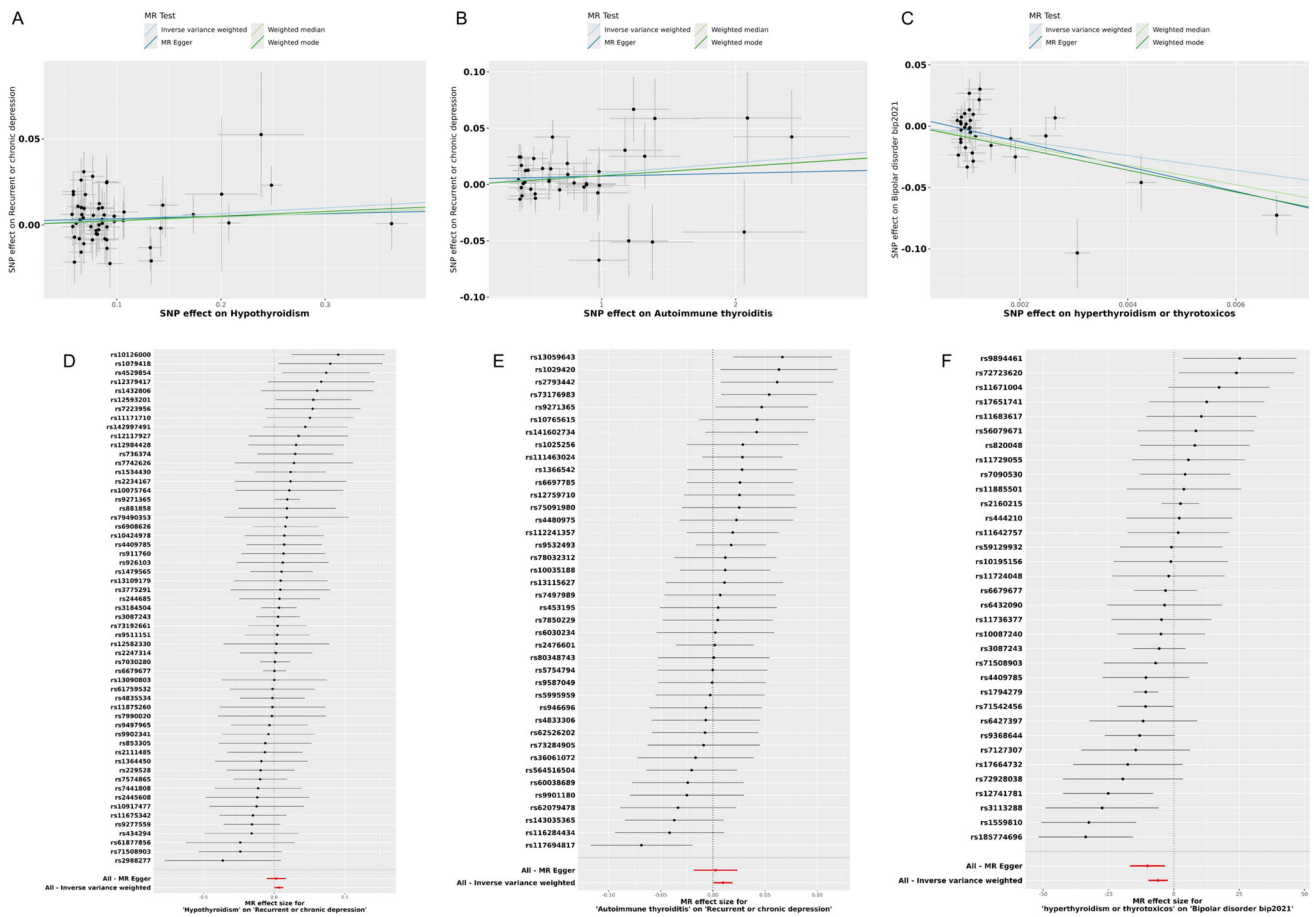 A
MR Test
Inverse variance weighted
Weighted median
MR Egger
Weighted mode
SNP effect on Recurrent or chronic depression
0.05
0.00
0.1
0.2
0.3
SNP effect on Hypothyroidism
B
MR Test
Inverse variance weighted
Weighted median
MR Egger
Weighted mode
SNP effect on Recurrent or chronic depression
0.10
0.05
0.00
-0.05
-0.10
1
2
SNP effect on Autoimmune thyroiditis
C
MR Test
Inverse variance weighted
Weighted median
MR Egger
Weighted mode
SNP effect on Bipolar disorder bip2021
0.05
0.00
-0.05
-0.10
0.002
0.004
0.006
SNP effect on hyperthyroidism or thyrotoxicos
D
rs10126000
rs1079418
rs4529854
rs12379417
rs1432806
rs12593201
rs7223956
rs11171710
rs142997491
rs12117927
rs12984428
rs736374
rs7742626
rs1534430
rs2234167
rs10075764
rs9271365
rs881858
rs79490353
rs6908626
rs10424978
rs4409785
rs911760
rs926103
rs1479565
rs13109179
rs3775291
rs244685
rs3184504
rs3087243
rs73192661
rs9511151
rs12582330
rs2247314
rs7030280
rs6679677
rs13090803
rs61759532
rs4835534
rs11875260
rs7990020
rs9497965
rs9902341
rs853305
rs2111485
rs1364450
rs229528
rs7574865
rs7441808
rs2445608
rs10917477
rs11675342
rs9277559
rs434294
rs61877856
rs71508903
rs2988277
All - MR Egger
All - Inverse variance weighted
-0.5
0.0
0.5
MR effect size for
'Hypothyroidism' on 'Recurrent or chronic depression'
E
rs13059643
rs1029420
rs2793442
rs73176983
rs9271365
rs10765615
rs141602734
rs1025256
rs111463024
rs1366542
rs6697785
rs12759710
rs75091980
rs4480975
rs112241357
rs9532493
rs78032312
rs10035188
rs13115627
rs7497989
rs453195
rs7850229
rs6030234
rs2476601
rs80348743
rs5754794
rs9587049
rs5995959
rs946696
rs4833306
rs62526202
rs73284905
rs36061072
rs564516504
rs60038689
rs9901180
rs62079478
rs143035365
rs116284434
rs117694817
All - MR Egger
All - Inverse variance weighted
-0.10
-0.05
0.00
0.05
0.10
MR effect size for
'Autoimmune thyroiditis' on 'Recurrent or chronic depression'
F
rs9894461
rs72723620
rs11671004
rs17651741
rs11683617
rs56079671
rs820048
rs11729055
rs7090530
rs11885501
rs2160215
rs444210
rs11642757
rs59129932
rs10195156
rs11724048
rs6679677
rs6432090
rs11736377
rs10087240
rs3087243
rs71508903
rs4409785
rs1794279
rs71542456
rs6427397
rs9368644
rs7127307
rs17664732
rs72928038
rs12741781
rs3113288
rs1559810
rs185774696
All - MR Egger
All - Inverse variance weighted
-50
-25
0
25
50
MR effect size for
'hyperthyroidism or thyrotoxicos' on 'Bipolar disorder bip2021'